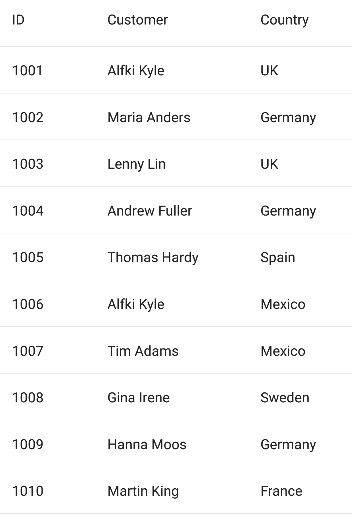 ID Customer Country
1001 Alfki Kyle UK
1002 Maria Anders Germany
1003 Lenny Lin UK
1004 Andrew Fuller Germany
1005 Thomas Hardy Spain
1006 Alfki Kyle Mexico
1007 Tim Adams Mexico
1008 Gina Irene Sweden
1009 Hanna Moos Germany
1010 Martin King France